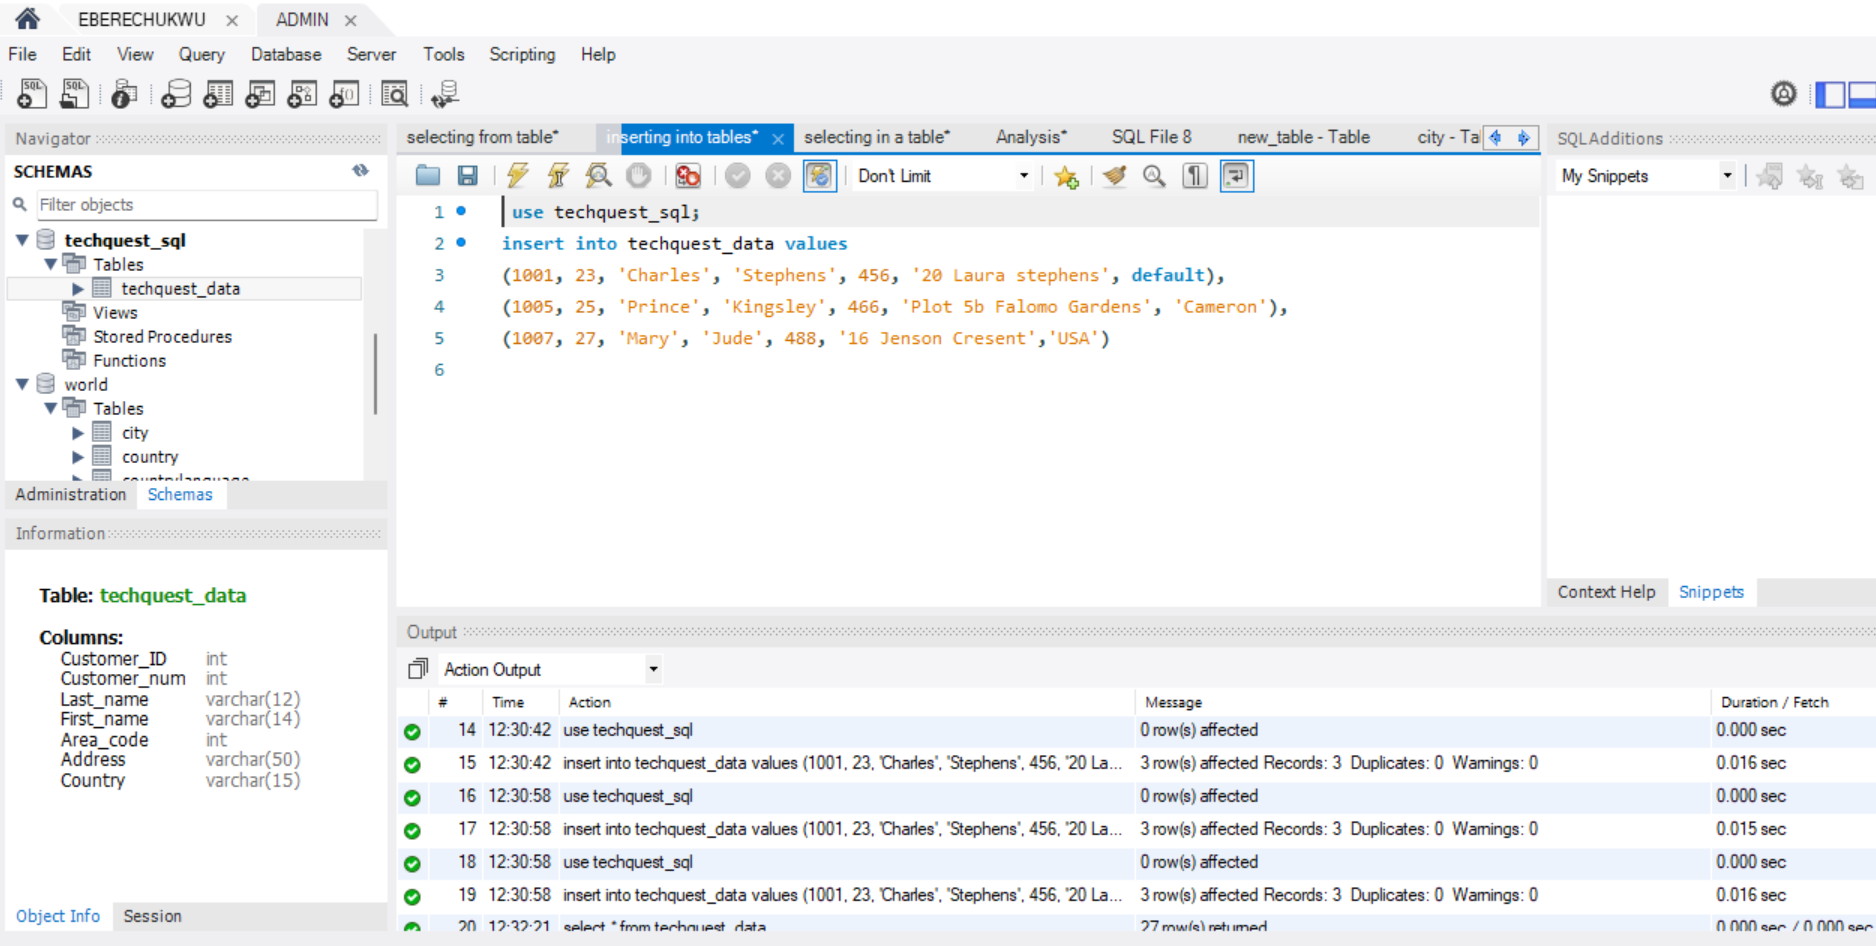 EBERECHUKWU × ADMIN ×
File Edit View Query Database Server Tools Scripting Help
Navigator
SCHEMAS
Filter objects
techquest_sql
Tables
techquest_data
Views
Stored Procedures
Functions
world
Tables
city
country
countrylanguage
Administration Schemas
Information
Table: techquest_data
Columns:
Customer_ID int
Customer_num int
Last_name varchar(12)
First_name varchar(14)
Area_code int
Address varchar(50)
Country varchar(15)
Object Info Session
selecting from table* inserting into tables* × selecting in a table* Analysis* SQL File 8 new_table - Table city - Ta
Don't Limit
1 use techquest_sql;
2 insert into techquest_data values
3 (1001, 23, 'Charles', 'Stephens', 456, '20 Laura stephens', default),
4 (1005, 25, 'Prince', 'Kingsley', 466, 'Plot 5b Falomo Gardens', 'Cameron'),
5 (1007, 27, 'Mary', 'Jude', 488, '16 Jenson Cresent','USA')
6
SQLAdditions
My Snippets
Context Help Snippets
Output
Action Output
# Time Action Message Duration / Fetch
14 12:30:42 use techquest_sql 0 row(s) affected 0.000 sec
15 12:30:42 insert into techquest_data values (1001, 23, 'Charles', 'Stephens', 456, '20 La... 3 row(s) affected Records: 3 Duplicates: 0 Warnings: 0 0.016 sec
16 12:30:58 use techquest_sql 0 row(s) affected 0.000 sec
17 12:30:58 insert into techquest_data values (1001, 23, 'Charles', 'Stephens', 456, '20 La... 3 row(s) affected Records: 3 Duplicates: 0 Warnings: 0 0.015 sec
18 12:30:58 use techquest_sql 0 row(s) affected 0.000 sec
19 12:30:58 insert into techquest_data values (1001, 23, 'Charles', 'Stephens', 456, '20 La... 3 row(s) affected Records: 3 Duplicates: 0 Warnings: 0 0.016 sec
20 12:32:21 select * from techquest_data 27 row(s) returned 0.000 sec / 0.000 sec